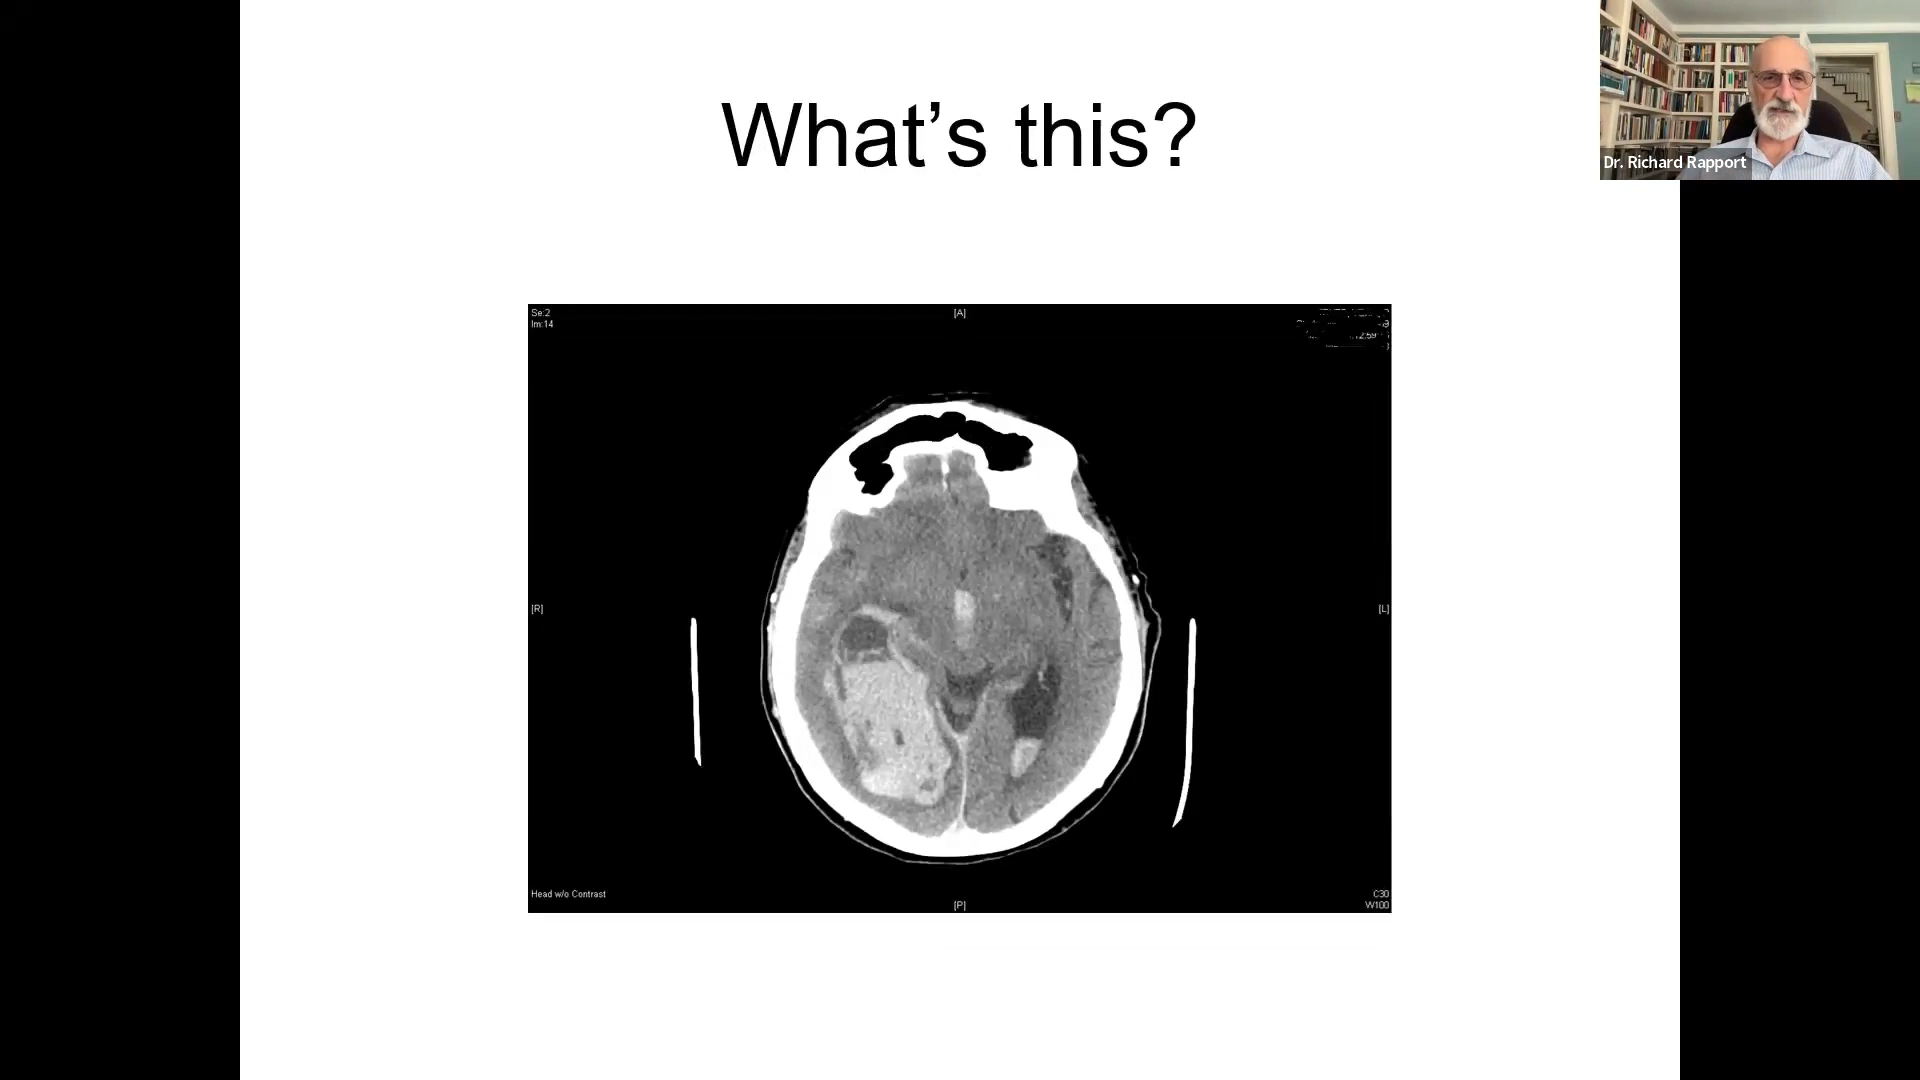 What’s this?
Dr. Richard Rapport
Se:2
Im:14
[A]
[R]
[L]
Head w/o Contrast
[P]
C30
W100